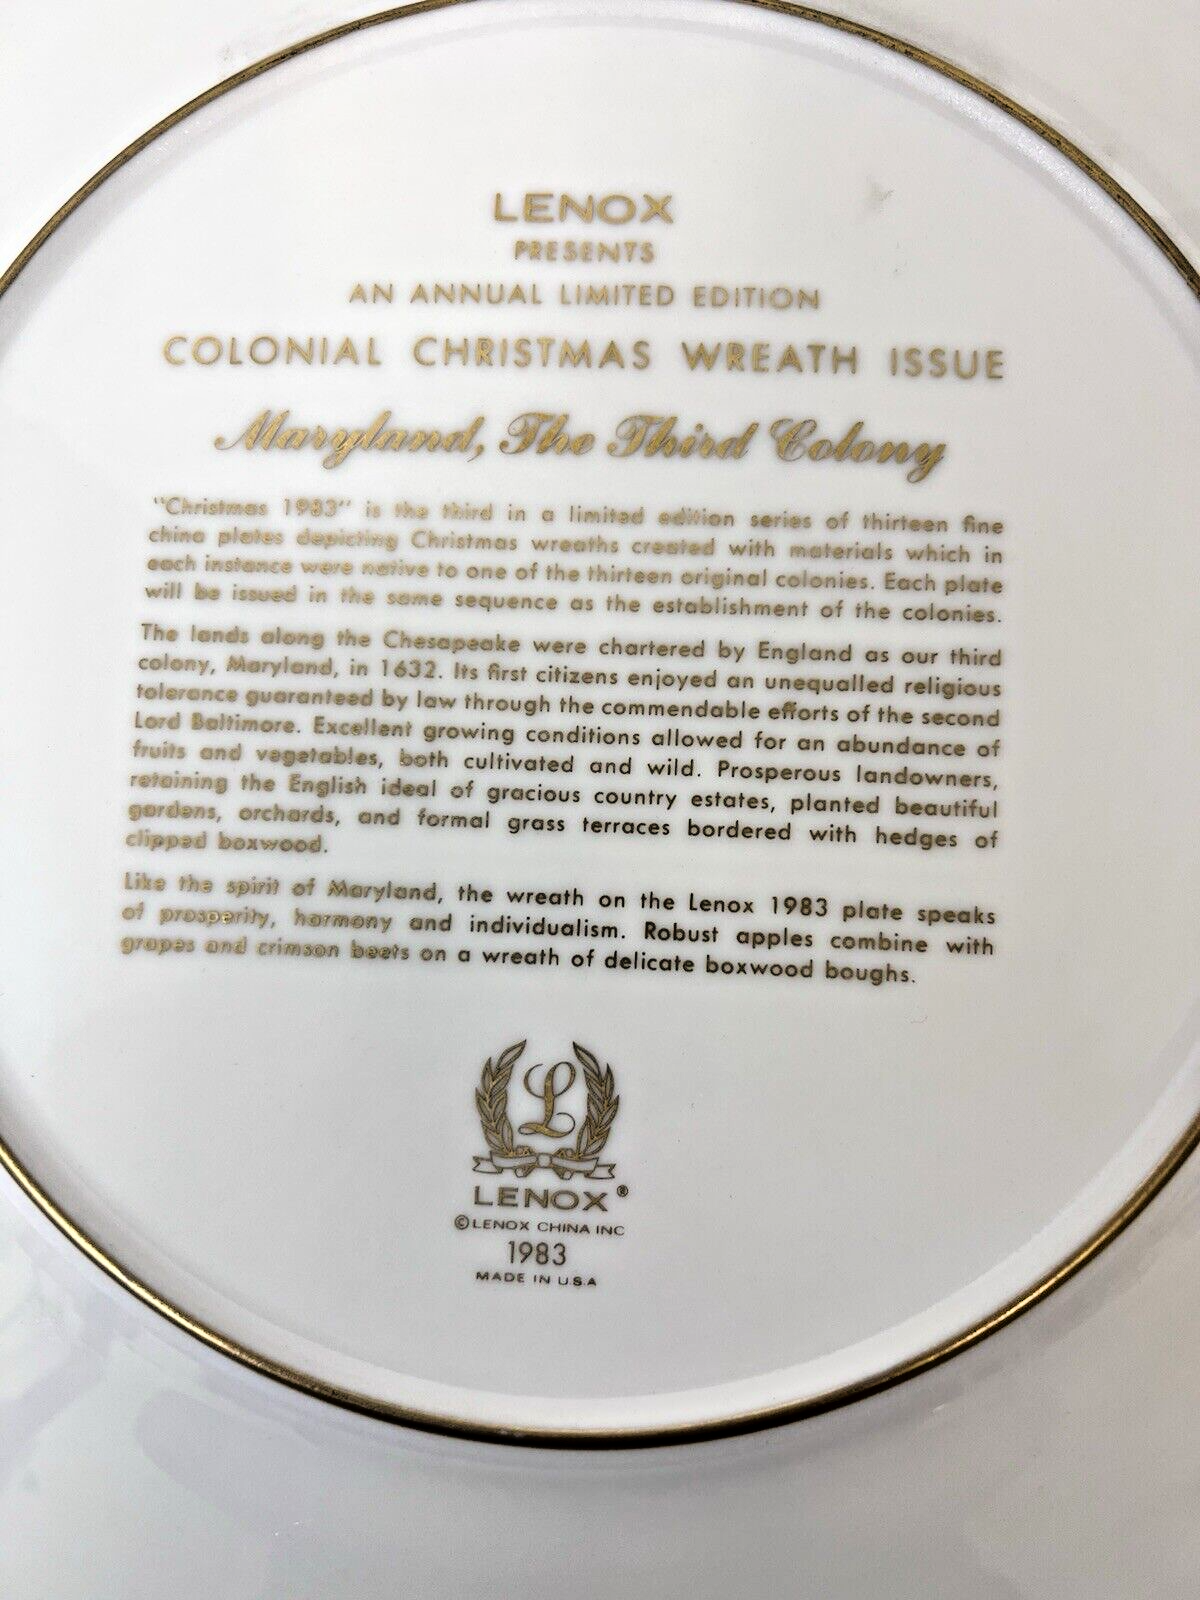 LENOX
PRESENTS
AN ANNUAL LIMITED EDITION
COLONIAL CHRISTMAS WREATH ISSUE
Maryland, The Third Colony
"Christmas 1983" is the third in a limited edition series of thirteen fine
china plates depicting Christmas wreaths created with materials which in
each instance were native to one of the thirteen original colonies. Each plate
will be issued in the same sequence as the establishment of the colonies.
The lands along the Chesapeake were chartered by England as our third
colony, Maryland, in 1632. Its first citizens enjoyed an unequalled religious
tolerance guaranteed by law through the commendable efforts of the second
Lord Baltimore. Excellent growing conditions allowed for an abundance of
fruits and vegetables, both cultivated and wild. Prosperous landowners,
retaining the English ideal of gracious country estates, planted beautiful
gardens, orchards, and formal grass terraces bordered with hedges of
clipped boxwood.
Like the spirit of Maryland, the wreath on the Lenox 1983 plate speaks
of prosperity, harmony and individualism. Robust apples combine with
grapes and crimson beets on a wreath of delicate boxwood boughs.
L
LENOX®
© LENOX CHINA INC
1983
MADE IN U.S.A